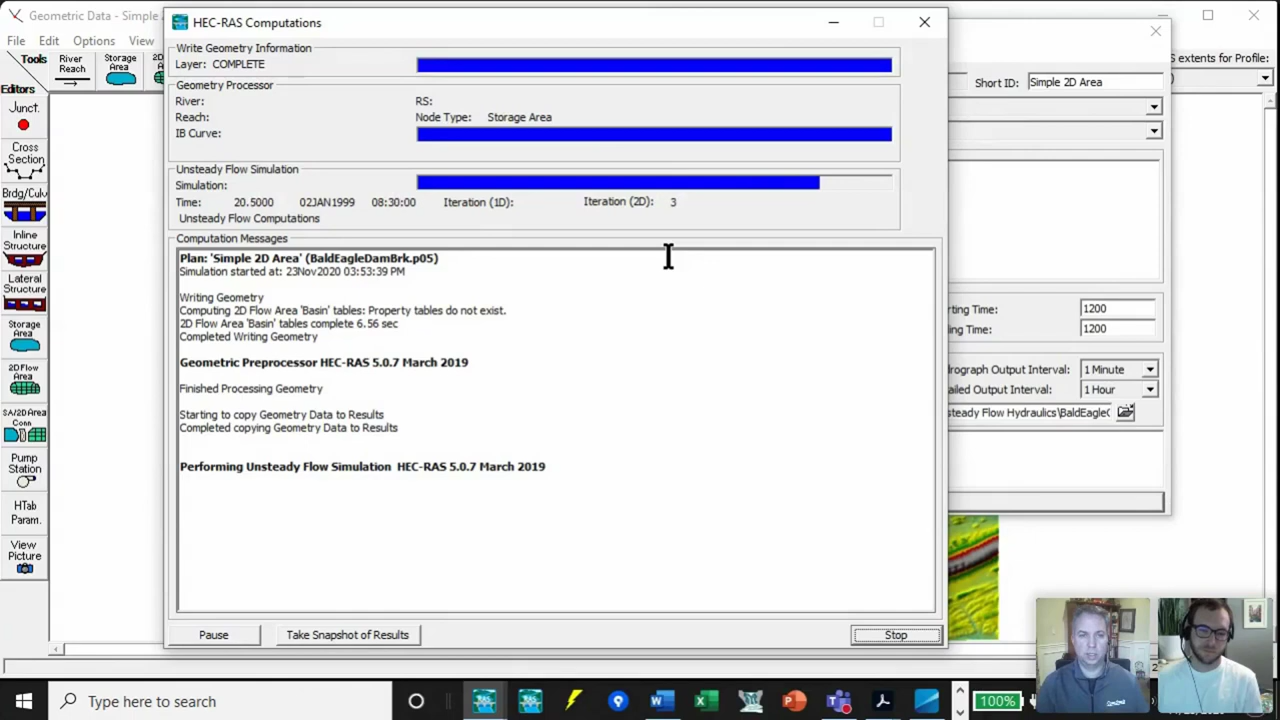 Geometric Data - Simple
HEC-RAS Computations
File Edit Options View
Write Geometry Information
Layer: COMPLETE
S extents for Profile:
Tools
River Reach
Storage Area
2D
Editors
Geometry Processor
River:
RS:
Short ID: Simple 2D Area
Reach:
Node Type: Storage Area
IB Curve:
Junct.
Cross Section
Unsteady Flow Simulation
Simulation:
Time: 20.5000 02JAN1999 08:30:00 Iteration (1D): Iteration (2D): 3
Unsteady Flow Computations
Brdg/Culv
Computation Messages
Inline Structure
Plan: 'Simple 2D Area' (BaldEagleDamBrk.p05)
Simulation started at: 23Nov2020 03:53:39 PM
Lateral Structure
Writing Geometry
Computing 2D Flow Area 'Basin' tables: Property tables do not exist.
2D Flow Area 'Basin' tables complete 6.56 sec
Completed Writing Geometry
rting Time: 1200
ing Time: 1200
Storage Area
Geometric Preprocessor HEC-RAS 5.0.7 March 2019
rograph Output Interval: 1 Minute
2D Flow Area
Finished Processing Geometry
ailed Output Interval: 1 Hour
Starting to copy Geometry Data to Results
Completed copying Geometry Data to Results
steady Flow Hydraulics\BaldEagle
SA/2D Area Conn
Pump Station
Performing Unsteady Flow Simulation HEC-RAS 5.0.7 March 2019
HTab Param.
View Picture
Pause
Take Snapshot of Results
Stop
Type here to search
100%